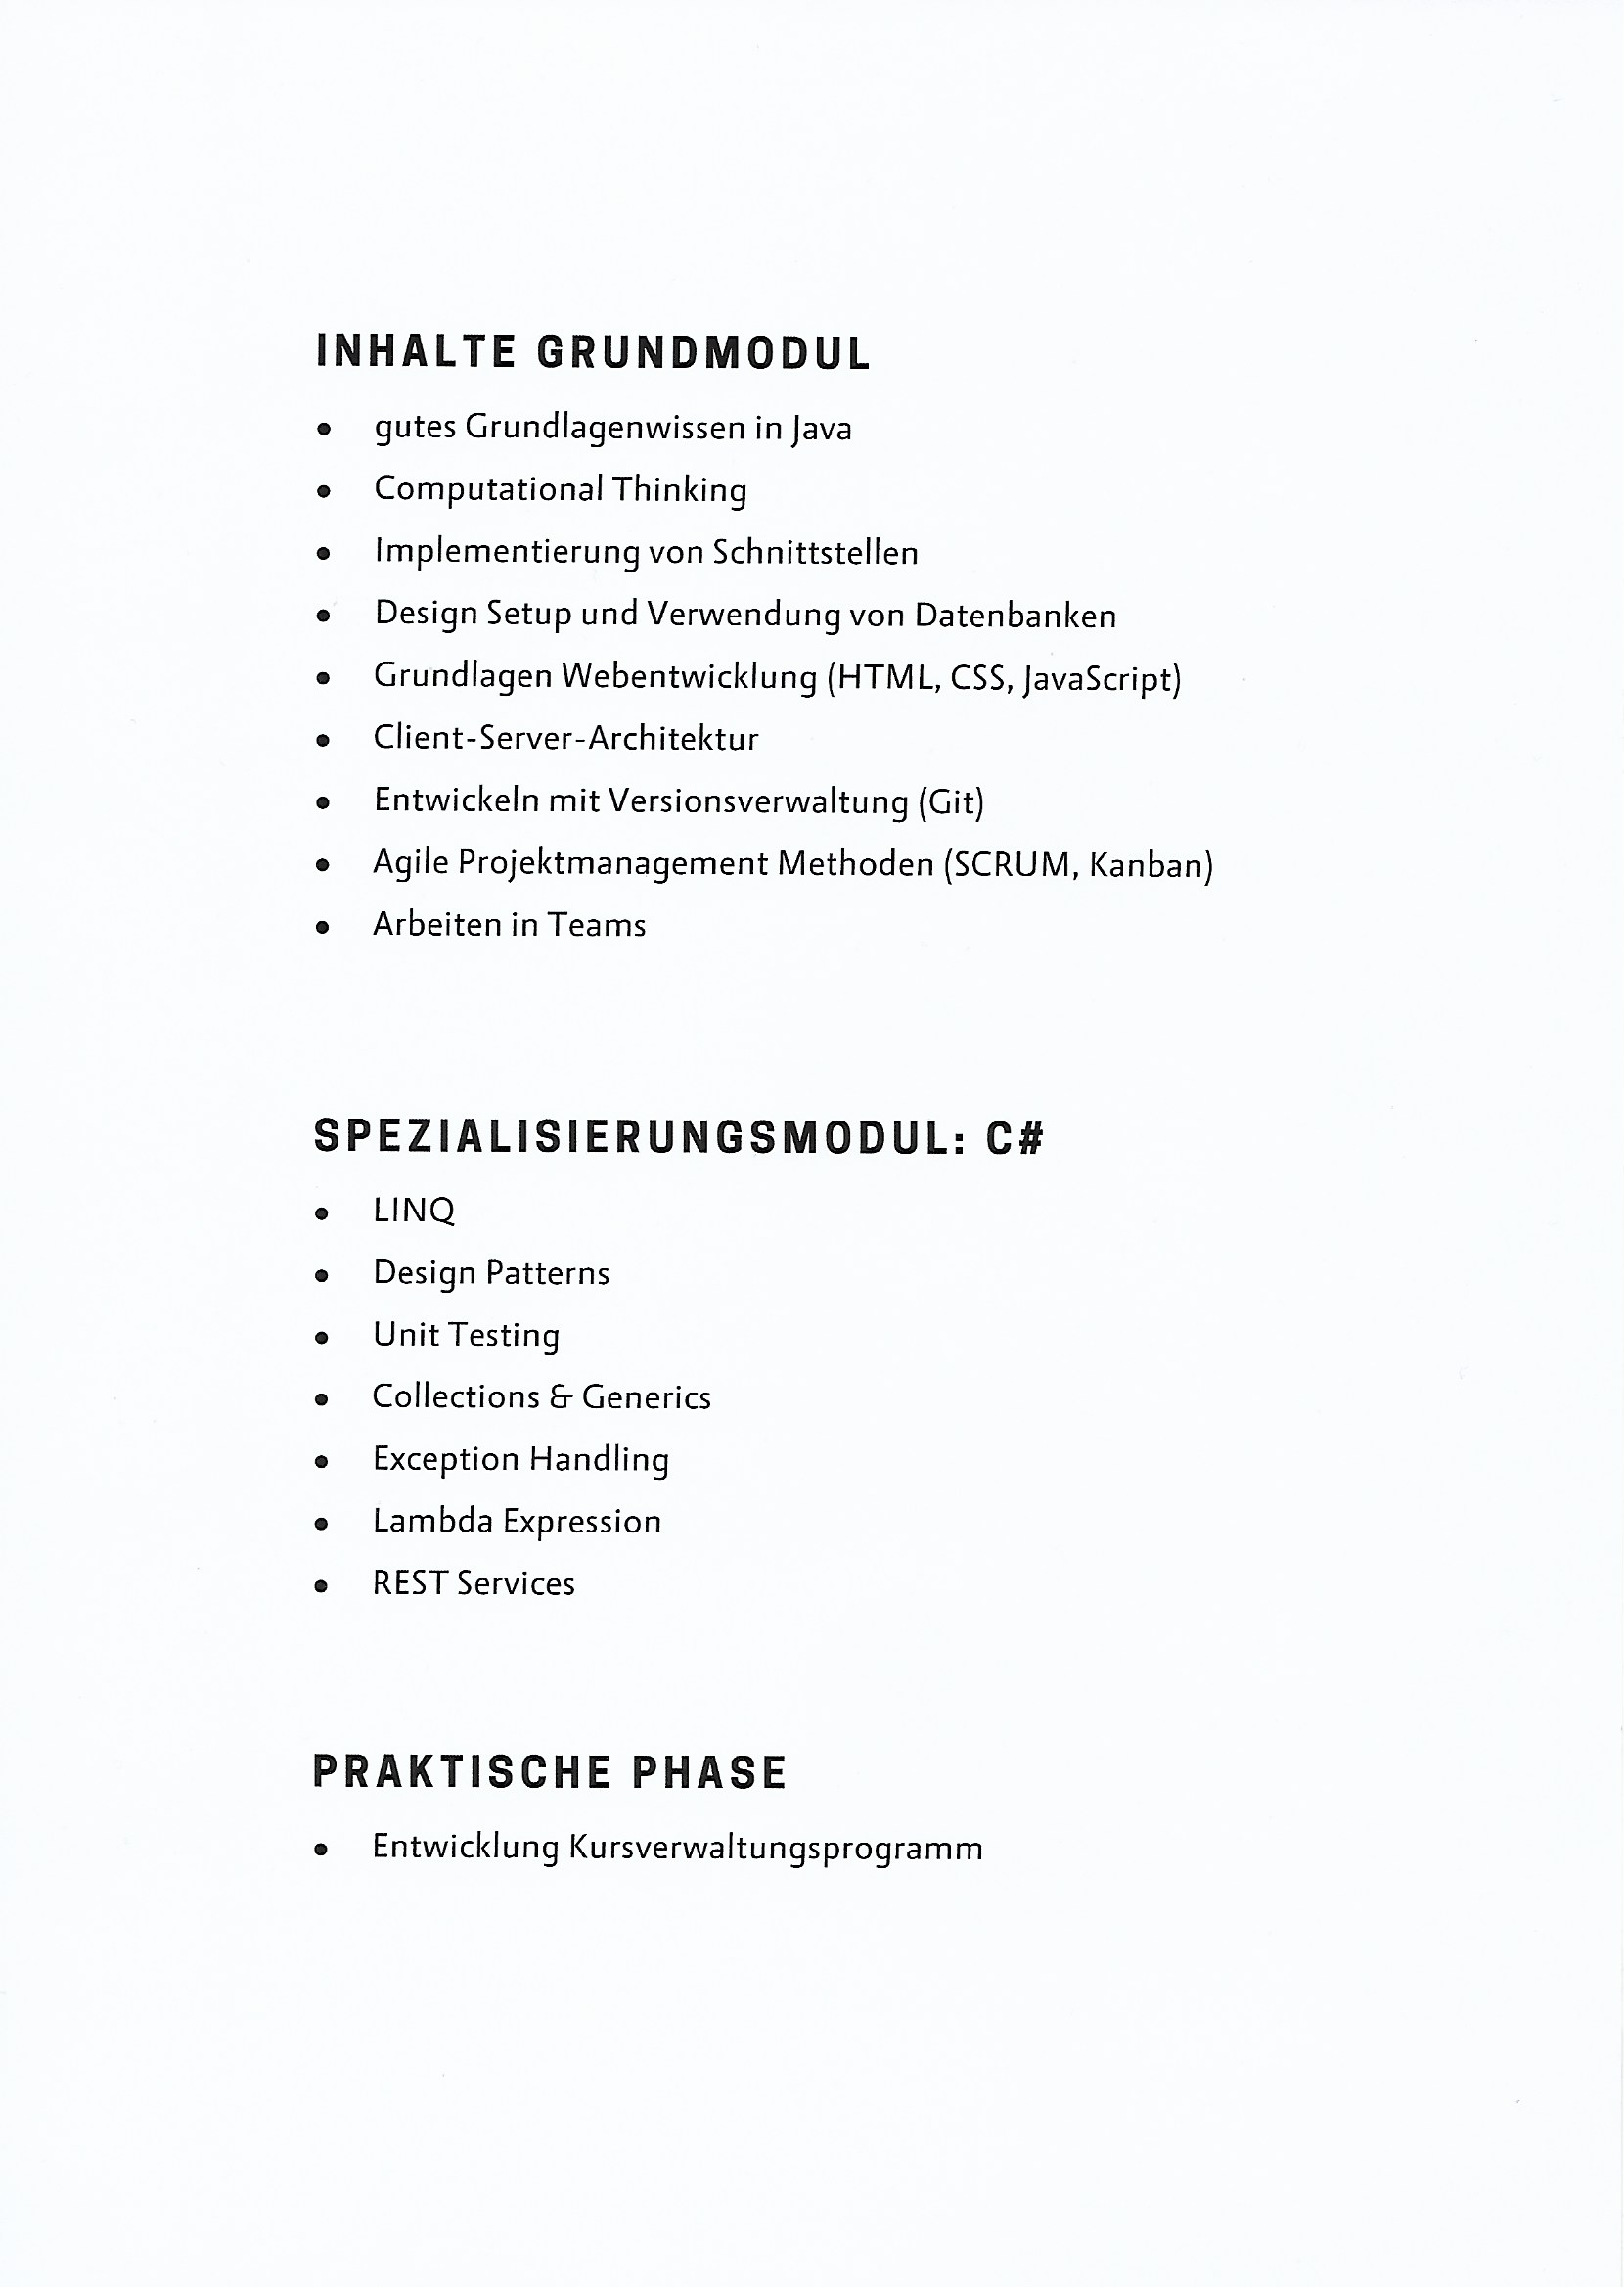 INHALTE GRUNDMODUL
• gutes Grundlagenwissen in Java
• Computational Thinking
• Implementierung von Schnittstellen
• Design Setup und Verwendung von Datenbanken
• Grundlagen Webentwicklung (HTML, CSS, JavaScript)
• Client-Server-Architektur
• Entwickeln mit Versionsverwaltung (Git)
• Agile Projektmanagement Methoden (SCRUM, Kanban)
• Arbeiten in Teams
SPEZIALISIERUNGSMODUL: C#
• LINQ
• Design Patterns
• Unit Testing
• Collections & Generics
• Exception Handling
• Lambda Expression
• REST Services
PRAKTISCHE PHASE
• Entwicklung Kursverwaltungsprogramm